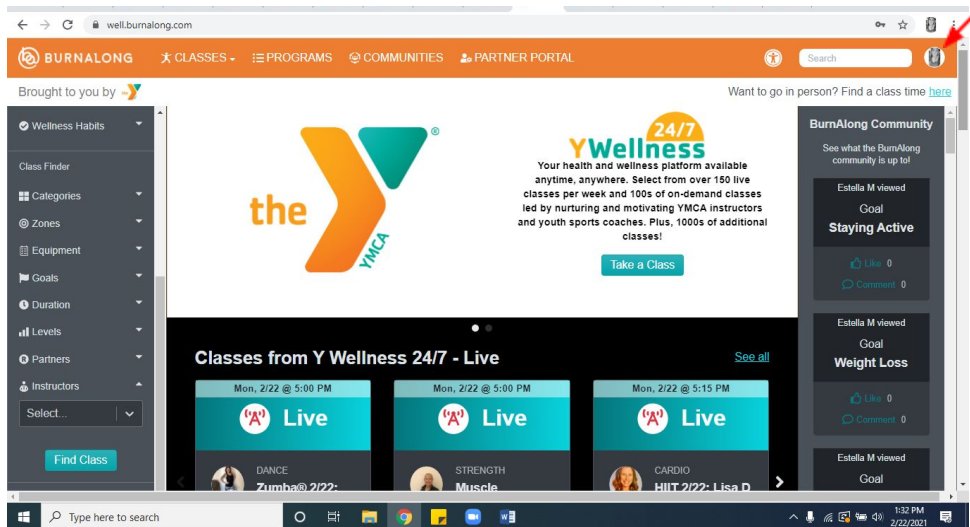 well.burnalong.com
BURNALONG
CLASSES
PROGRAMS
COMMUNITIES
PARTNER PORTAL
Search
Brought to you by
Want to go in person? Find a class time here
Wellness Habits
Class Finder
Categories
Zones
Equipment
Goals
Duration
Levels
Partners
Instructors
Select...
Find Class
the
YMCA
®
24/7
YWellness
Your health and wellness platform available
anytime, anywhere. Select from over 150 live
classes per week and 100s of on-demand classes
led by nurturing and motivating YMCA instructors
and youth sports coaches. Plus, 1000s of additional
classes!
Take a Class
Classes from Y Wellness 24/7 - Live
See all
Mon, 2/22 @ 5:00 PM
Live
DANCE
Zumba® 2/22:
Mon, 2/22 @ 5:00 PM
Live
STRENGTH
Muscle
Mon, 2/22 @ 5:15 PM
Live
CARDIO
HIIT 2/22: Lisa D
BurnAlong Community
See what the BurnAlong
community is up to!
Estella M viewed
Goal
Staying Active
Like 0
Comment 0
Estella M viewed
Goal
Weight Loss
Like 0
Comment 0
Estella M viewed
Goal
Type here to search
1:32 PM
2/22/2021